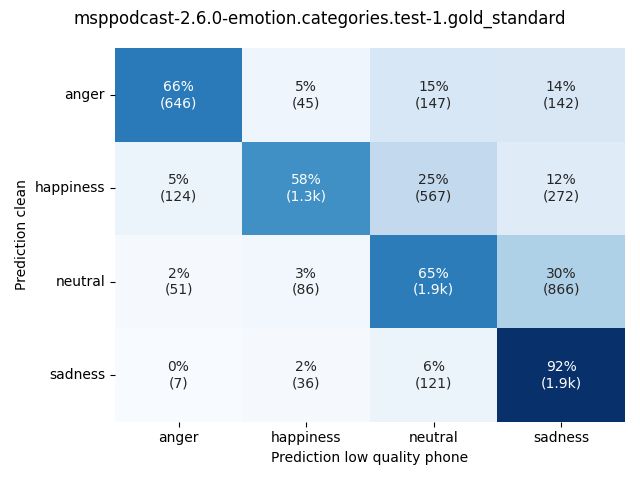 msppodcast-2.6.0-emotion.categories.test-1.gold_standard
Prediction clean
anger
66% 5% 15% 14%
(646) (45) (147) (142)
happiness
5% 58% 25% 12%
(124) (1.3k) (567) (272)
neutral
2% 3% 65% 30%
(51) (86) (1.9k) (866)
sadness
0% 2% 6% 92%
(7) (36) (121) (1.9k)
anger happiness neutral sadness
Prediction low quality phone